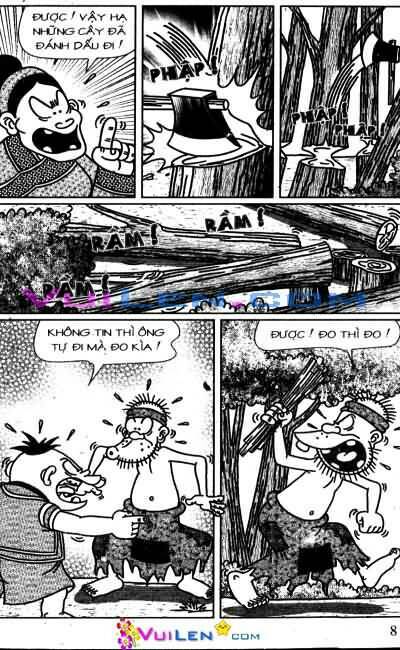 ĐƯỢC! VẬY HẠ
NHỮNG CÂY ĐÃ
ĐÁNH DẤU ĐI!
PHẬP!
PHẬP!
PHẬP!
RẦM!
RẦM!
RẦM!
VUILEN.COM
KHÔNG TIN THÌ ÔNG
TỰ ĐI MÀ ĐO KÌA!
ĐƯỢC! ĐO THÌ ĐO!
8
VUILEN.COM